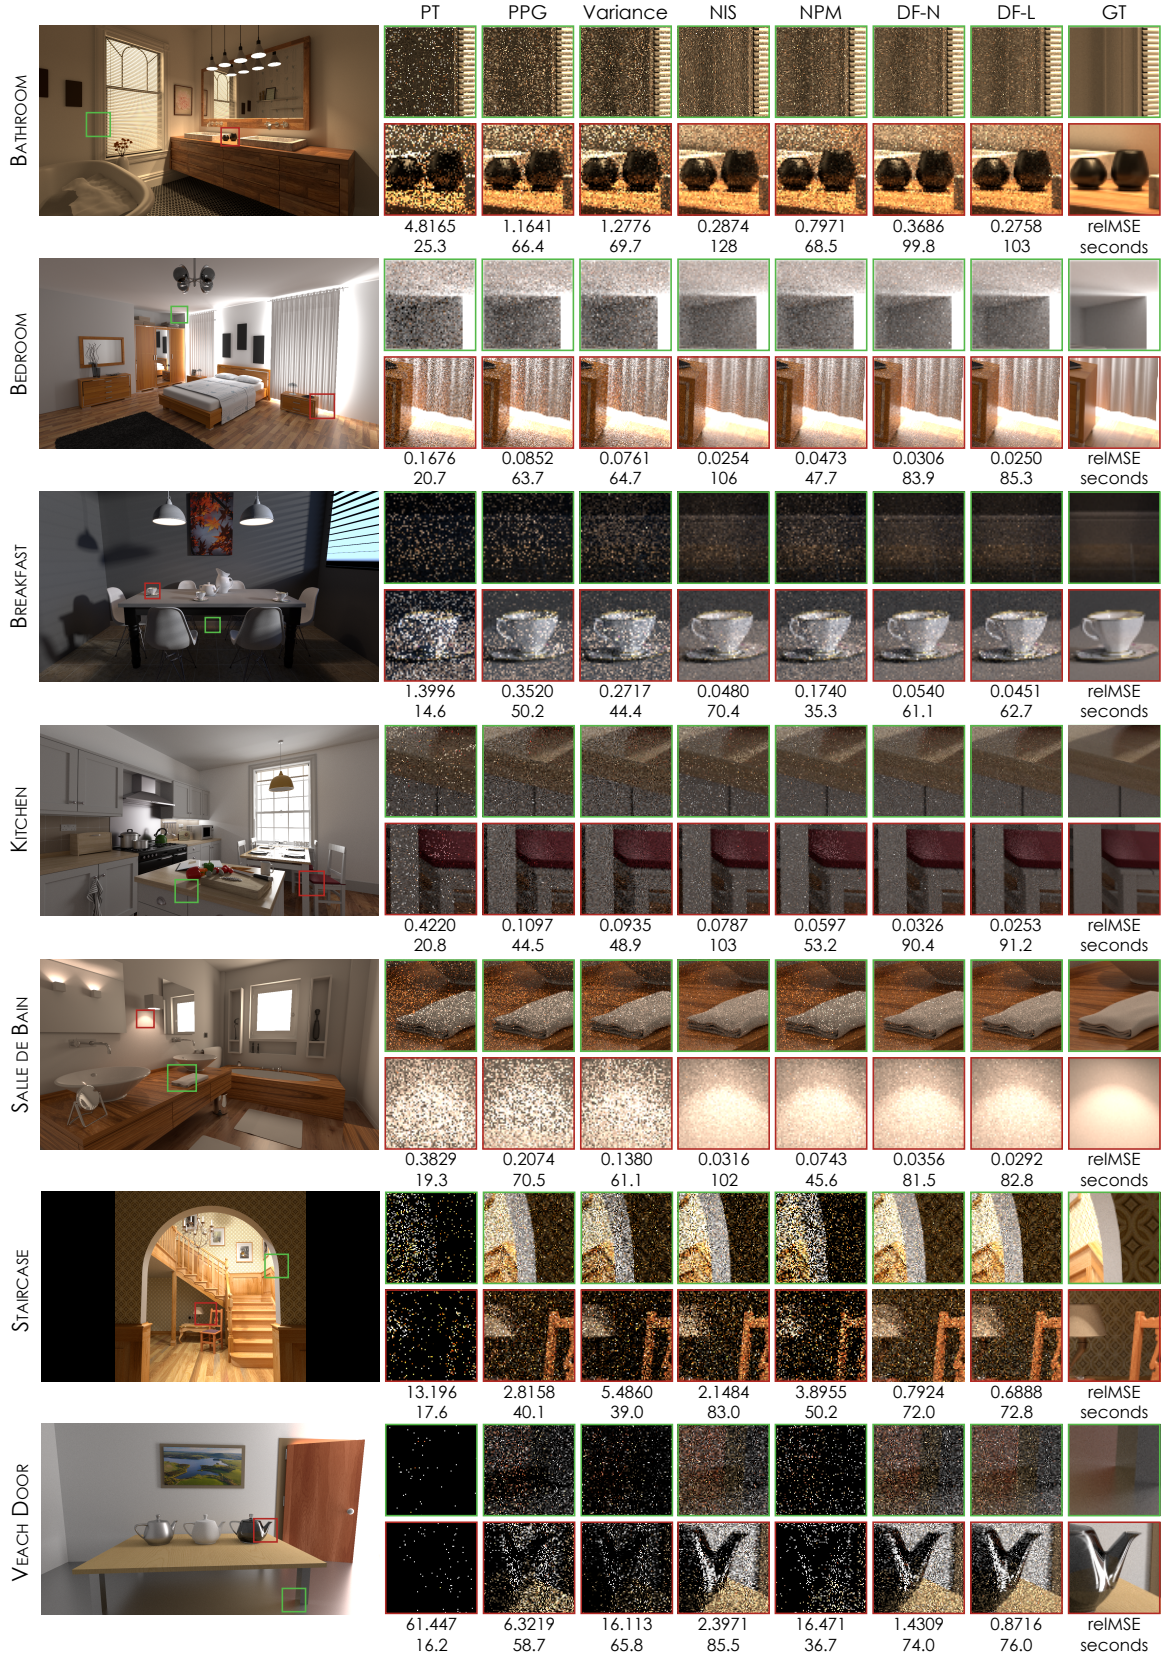 PT PPG Variance NIS NPM DF-N DF-L GT
BATHROOM
4.8165 1.1641 1.2776 0.2874 0.7971 0.3686 0.2758 relMSE
25.3 66.4 69.7 128 68.5 99.8 103 seconds
BEDROOM
0.1676 0.0852 0.0761 0.0254 0.0473 0.0306 0.0250 relMSE
20.7 63.7 64.7 106 47.7 83.9 85.3 seconds
BREAKFAST
1.3996 0.3520 0.2717 0.0480 0.1740 0.0540 0.0451 relMSE
14.6 50.2 44.4 70.4 35.3 61.1 62.7 seconds
KITCHEN
0.4220 0.1097 0.0935 0.0787 0.0597 0.0326 0.0253 relMSE
20.8 44.5 48.9 103 53.2 90.4 91.2 seconds
SALLE DE BAIN
0.3829 0.2074 0.1380 0.0316 0.0743 0.0356 0.0292 relMSE
19.3 70.5 61.1 102 45.6 81.5 82.8 seconds
STAIRCASE
13.196 2.8158 5.4860 2.1484 3.8955 0.7924 0.6888 relMSE
17.6 40.1 39.0 83.0 50.2 72.0 72.8 seconds
VEACH DOOR
61.447 6.3219 16.113 2.3971 16.471 1.4309 0.8716 relMSE
16.2 58.7 65.8 85.5 36.7 74.0 76.0 seconds